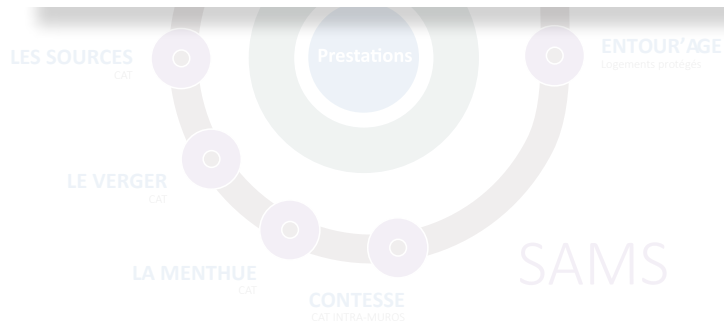 Prestations
LES SOURCES
CAT
ENTOUR'AGE
Logements protégés
LE VERGER
CAT
LA MENTHUE
CAT
CONTESSE
CAT INTRA-MUROS
SAMS